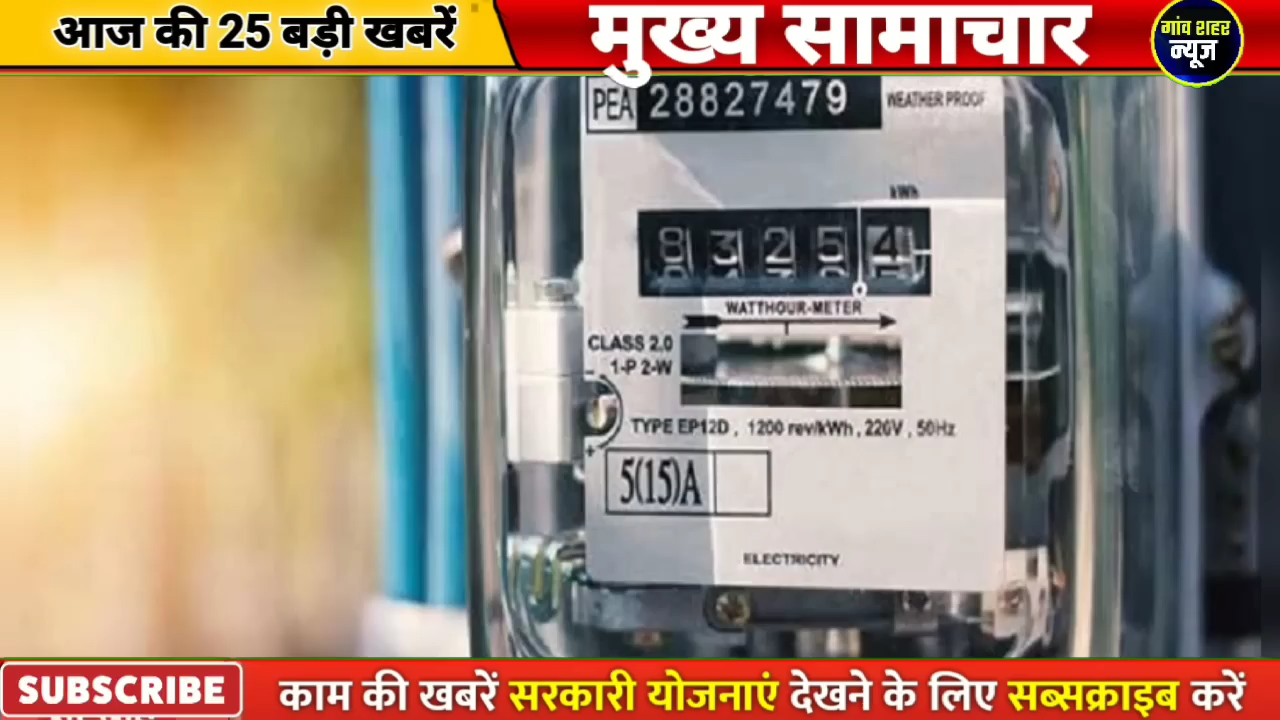 आज की 25 बड़ी खबरें
मुख्य सामाचार
गांव शहर
न्यूज
PEA 28827479 WEATHER PROOF
kWh
8 3 2 5 4
WATTHOUR-METER
CLASS 2.0
1-P 2-W
TYPE EP12D , 1200 rev/kWh , 220V , 50Hz
5(15)A
ELECTRICITY
SUBSCRIBE
काम की खबरें सरकारी योजनाएं देखने के लिए सब्सक्राइब करें